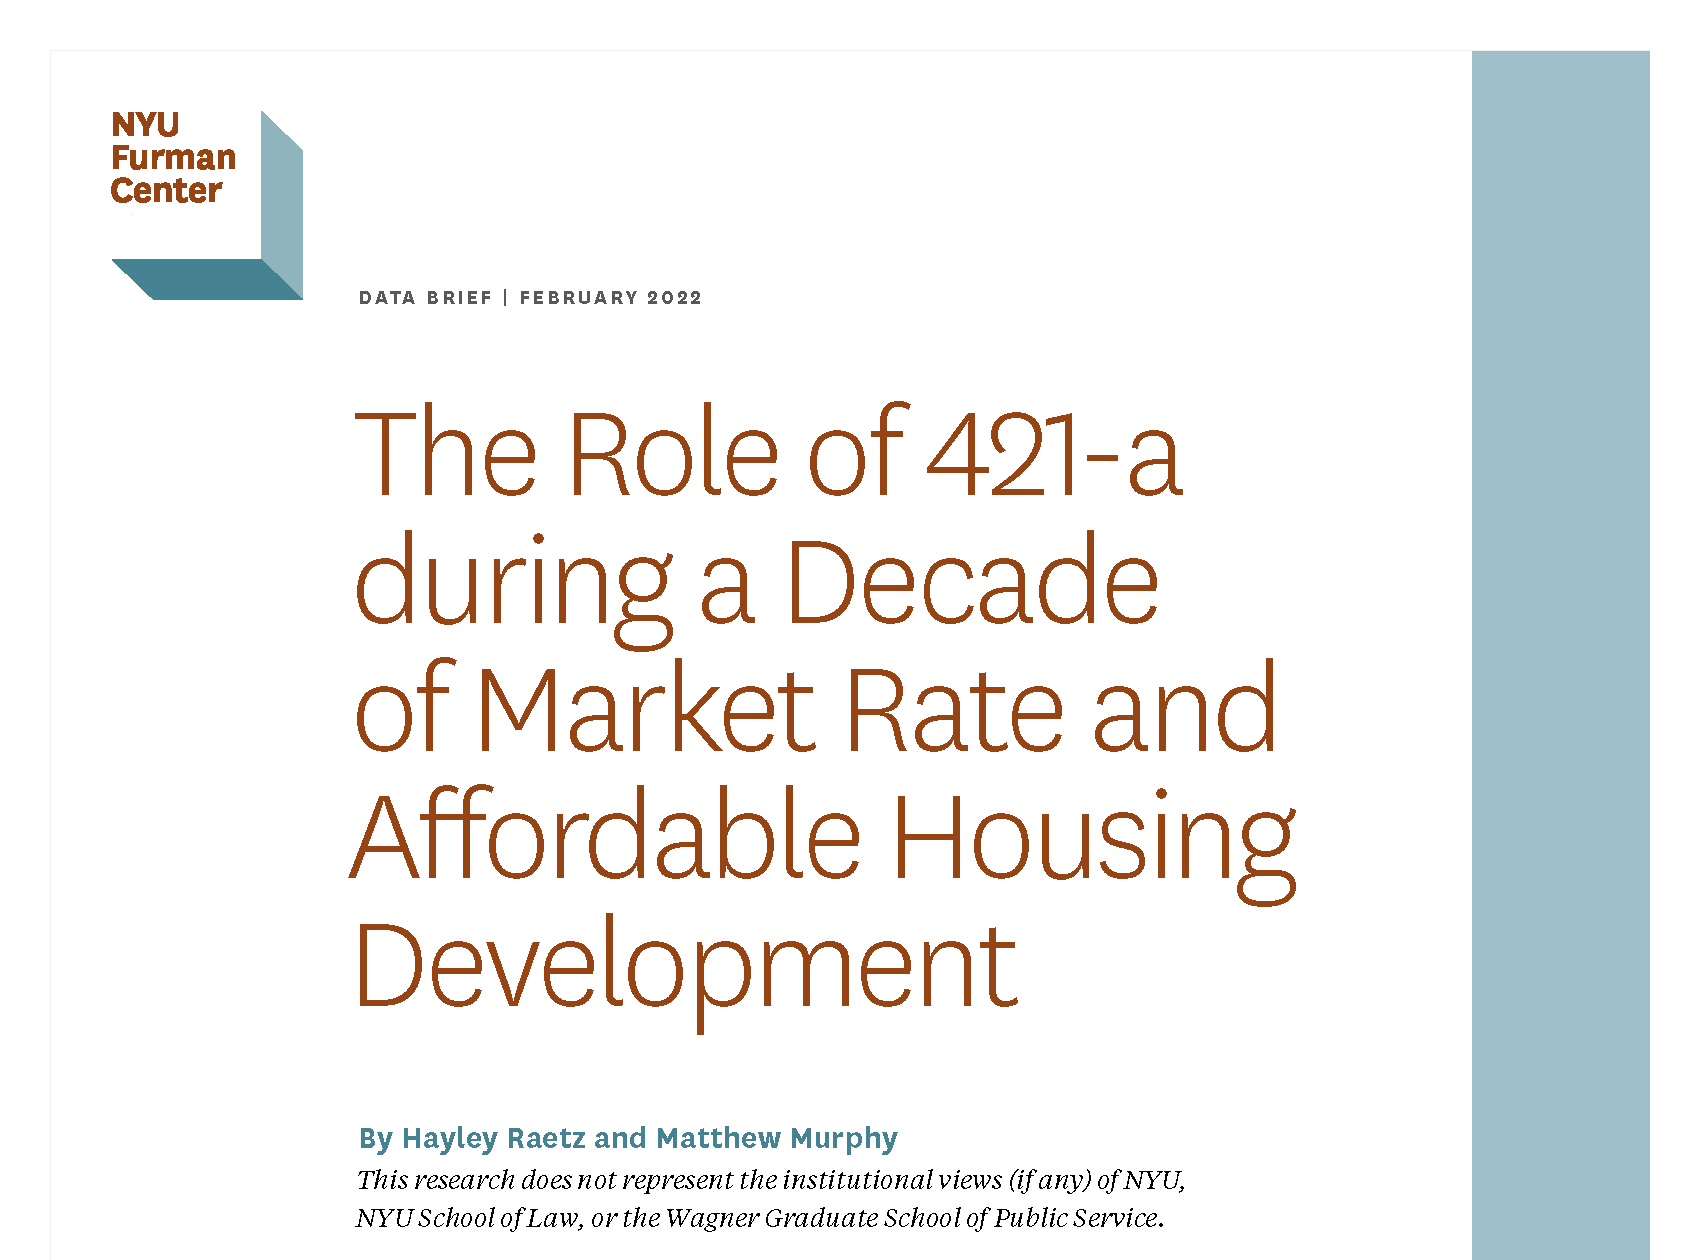 NYU
Furman
Center
DATA BRIEF | FEBRUARY 2022
The Role of 421-a
during a Decade
of Market Rate and
Affordable Housing
Development
By Hayley Raetz and Matthew Murphy
This research does not represent the institutional views (if any) of NYU,
NYU School of Law, or the Wagner Graduate School of Public Service.